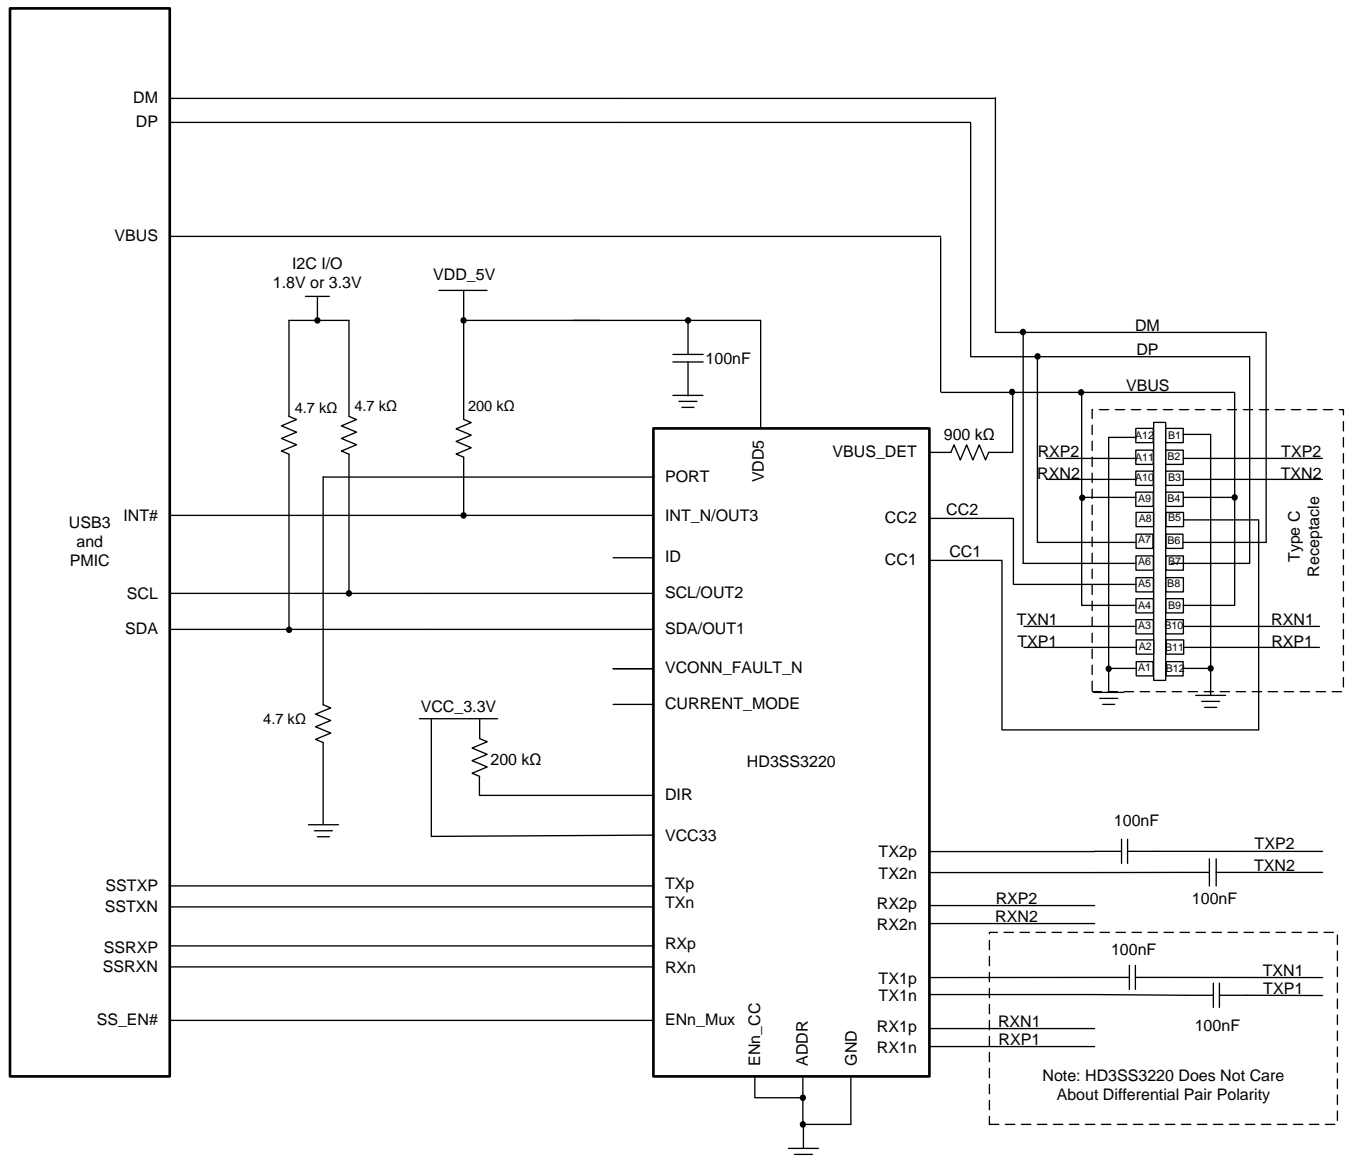 DM
DP
VBUS
I2C I/O
1.8V or 3.3V
VDD_5V
DM
DP
VBUS
100nF
4.7 kΩ
4.7 kΩ
200 kΩ
900 kΩ
VBUS_DET
VDD5
PORT
INT#
INT_N/OUT3
USB3
and
PMIC
ID
SCL
SCL/OUT2
SDA
SDA/OUT1
VCONN_FAULT_N
CURRENT_MODE
CC2
CC2
CC1
CC1
A12 B1
RXP2 A11 B2 TXP2
RXN2 A10 B3 TXN2
A9 B4
A8 B5
A7 B6
A6 B7
A5 B8
A4 B9
TXN1 A3 B10 RXN1
TXP1 A2 B11 RXP1
A1 B12
Type C
Receptacle
4.7 kΩ
VCC_3.3V
200 kΩ
HD3SS3220
DIR
VCC33
SSTXP
TXp
SSTXN
TXn
SSRXP
RXp
SSRXN
RXn
SS_EN#
ENn_Mux
ENn_CC
ADDR
GND
100nF
TX2p
TXP2
TX2n
TXN2
100nF
RX2p
RXP2
RX2n
RXN2
100nF
TX1p
TXN1
TX1n
TXP1
100nF
RX1p
RXN1
RX1n
RXP1
Note: HD3SS3220 Does Not Care
About Differential Pair Polarity